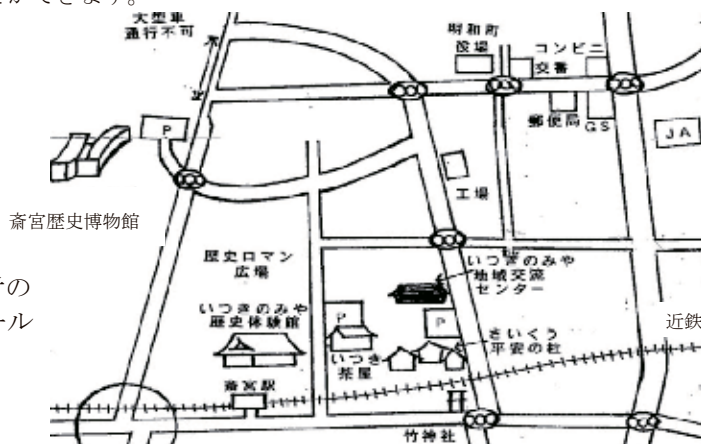 ができます。
大型車
通行不可
明和町
役場
コンビニ
交番
郵便局
GS
JA
P
工場
斎宮歴史博物館
歴史ロマン
広場
いつきのみや
地域交流
センター
いつきのみや
歴史体験館
P
P
さいくう
平安の杜
いつき
茶屋
近鉄
斎宮駅
竹神社
の
ール